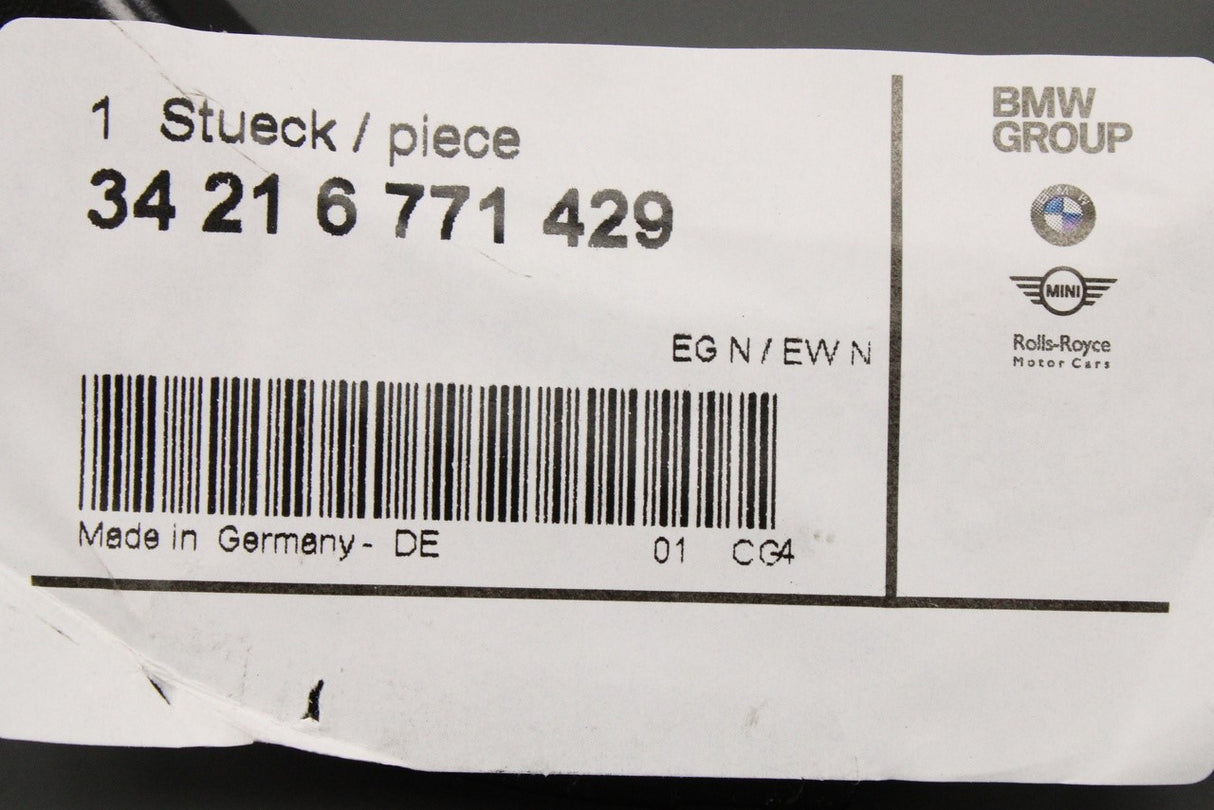 1 Stueck / piece
34 21 6 771 429
EG N / EW N
Made in Germany - DE
01 CG4
BMW
GROUP
BMW
MINI
Rolls-Royce
Motor Cars